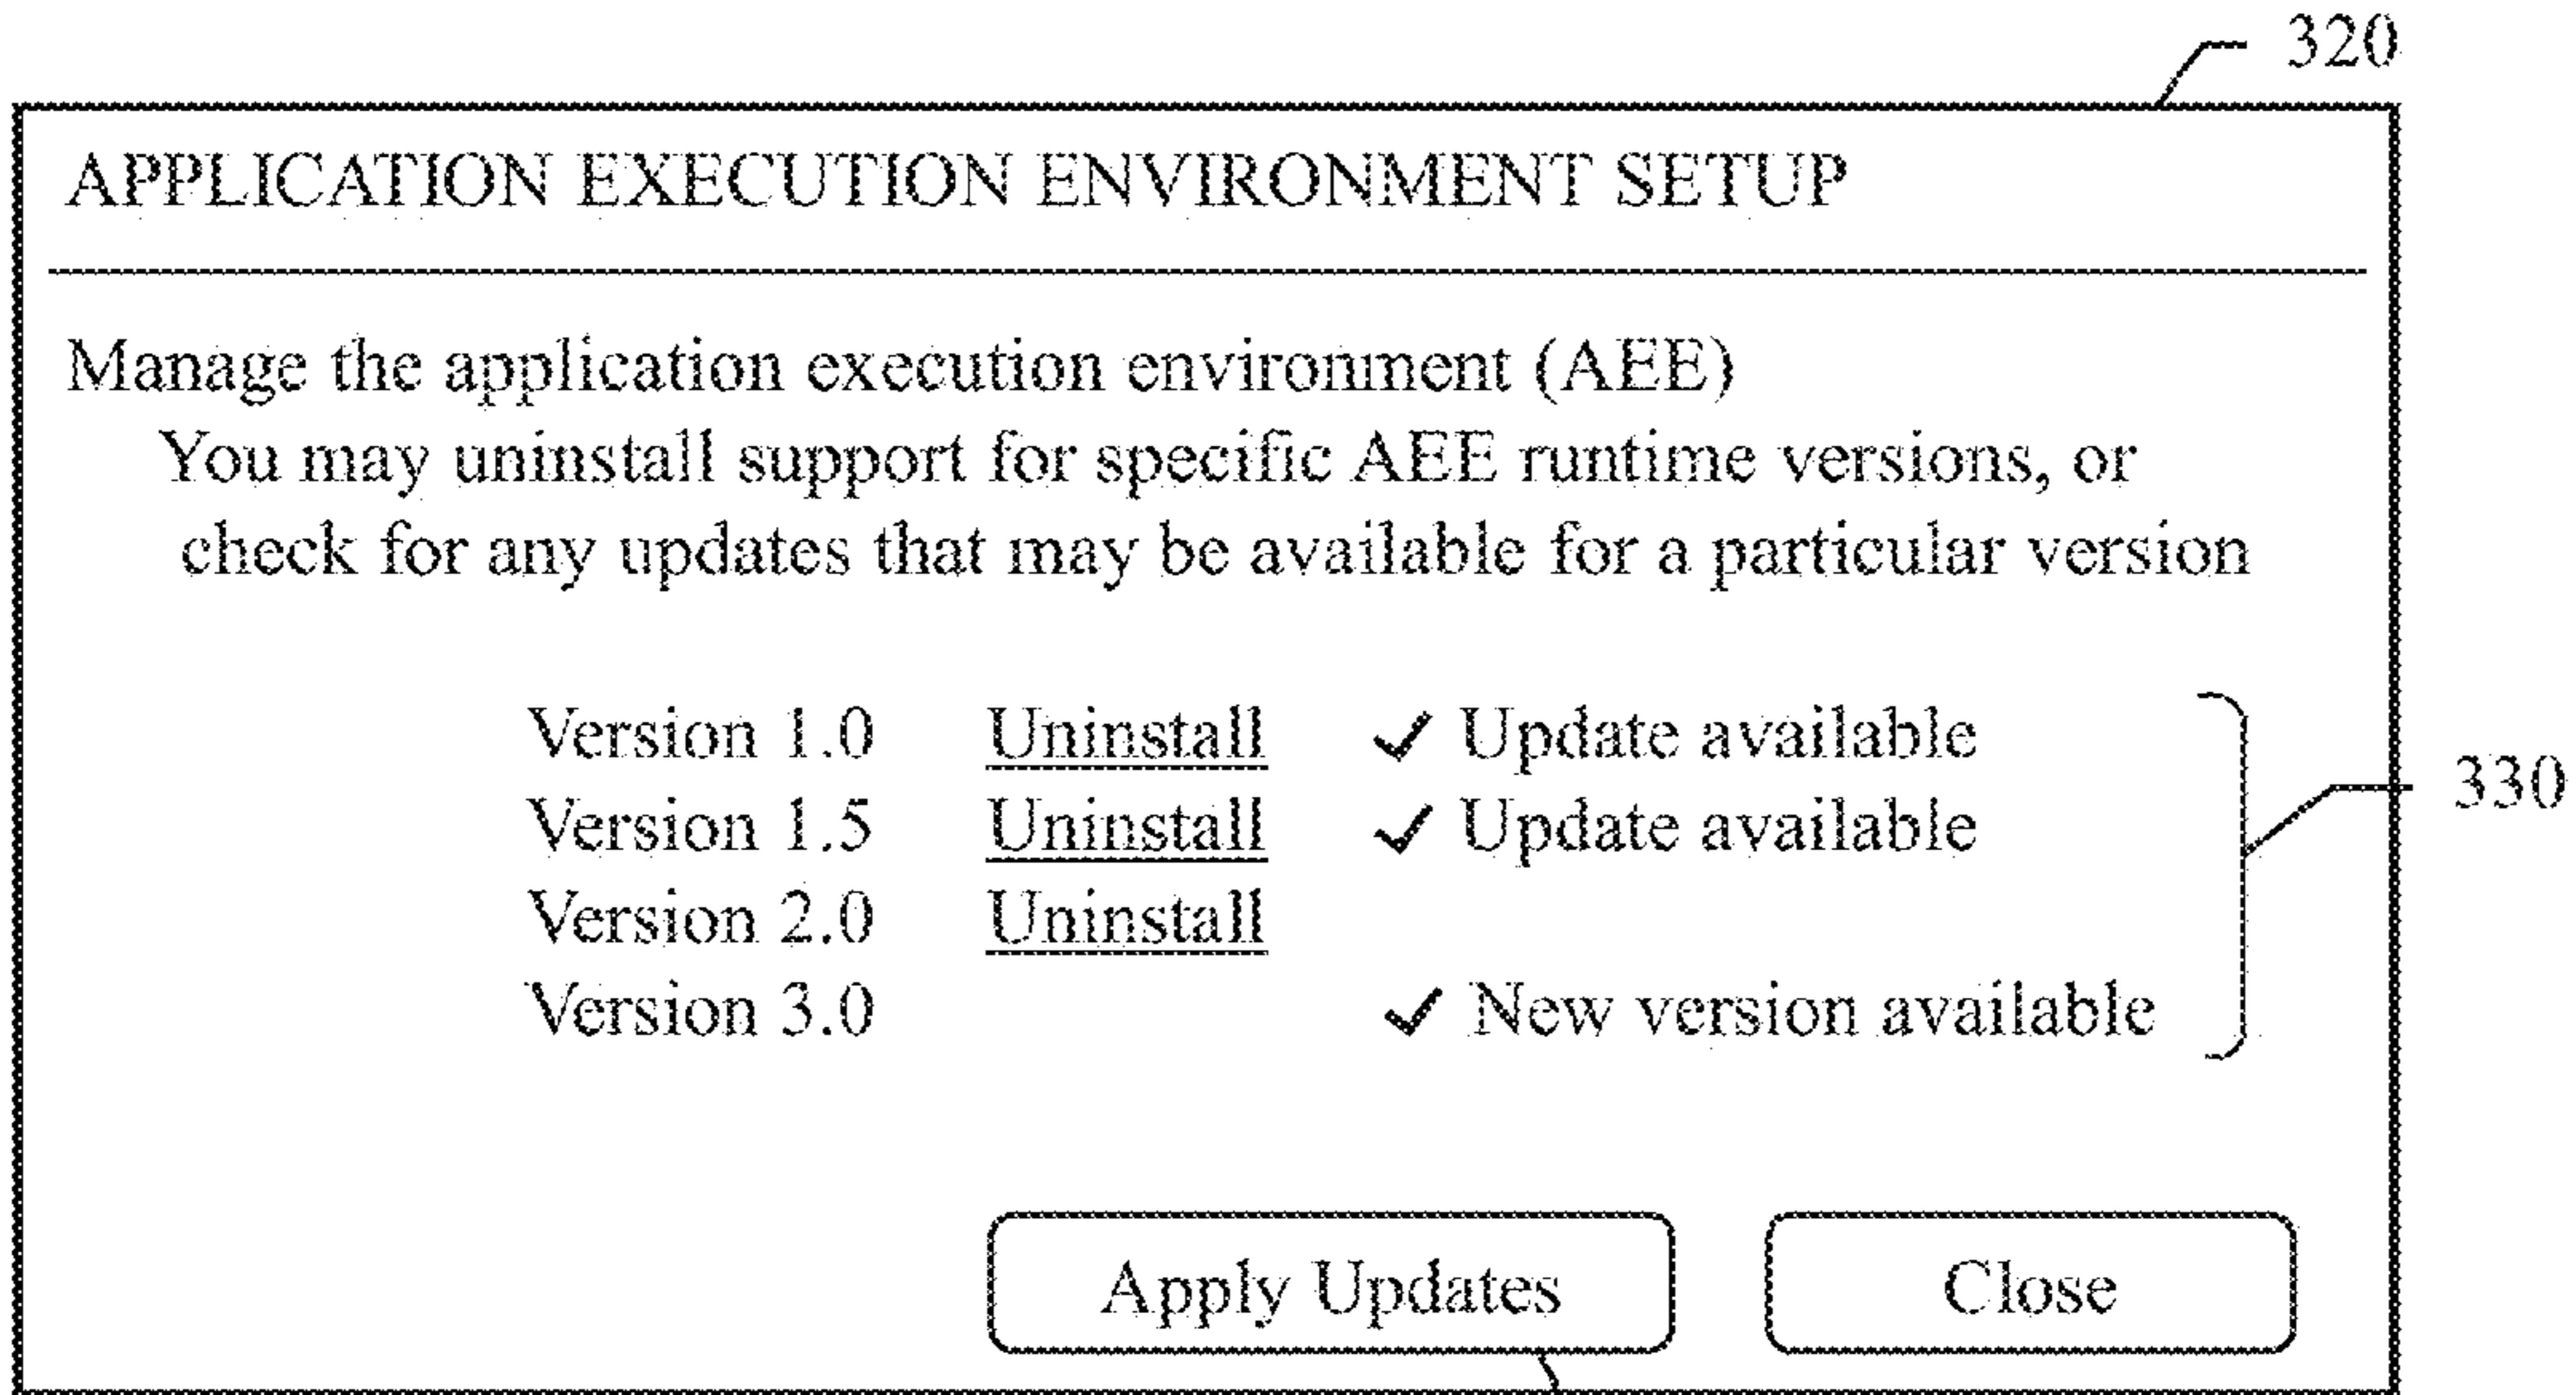 320
APPLICATION EXECUTION ENVIRONMENT SETUP
Manage the application execution environment (AEE)
You may uninstall support for specific AEE runtime versions, or
check for any updates that may be available for a particular version
Version 1.0 Uninstall ✓ Update available
Version 1.5 Uninstall ✓ Update available
330
Version 2.0 Uninstall
Version 3.0 ✓ New version available
Apply Updates Close